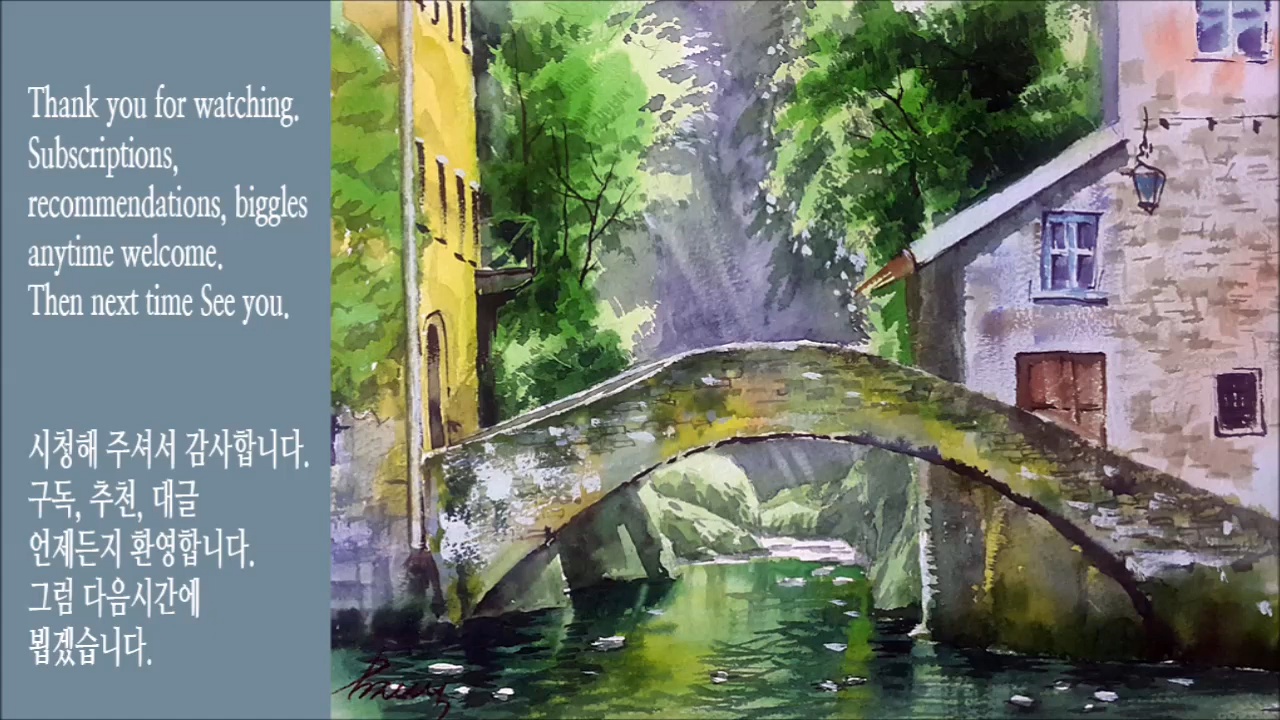 Thank you for watching.
Subscriptions,
recommendations, biggles
anytime welcome.
Then next time See you.
시청해 주셔서 감사합니다.
구독, 추천, 대글
언제든지 환영합니다.
그럼 다음시간에
뵙겠습니다.